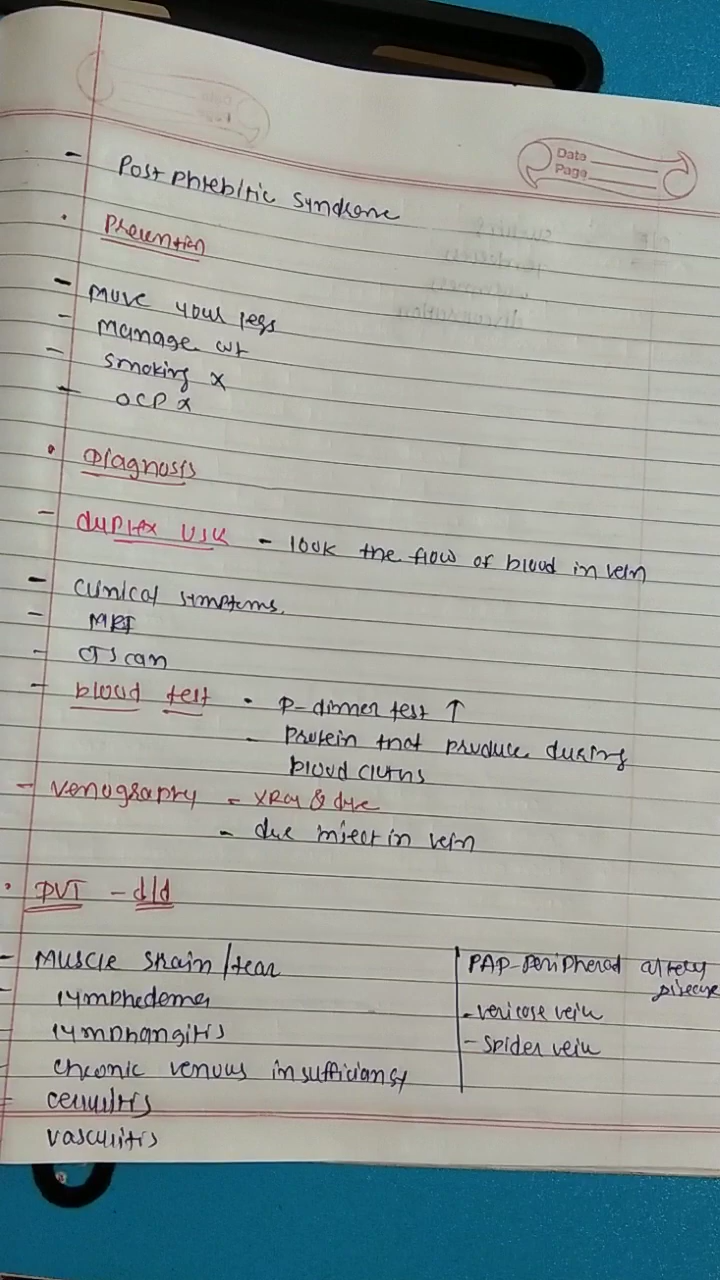 Date
Page
- Post Phlebitic Syndrome
• Prevention
- Move your legs
- Manage wt
- Smoking x
- OCP x
• Diagnosis
- duplex USG - look the flow of blood in vein
- Clinical symptoms.
- MRI
- CT Scan
- blood test • D-dimer test ↑
- Protein that produce during
blood cloths
- Venography - XRay & dye
- dye inject in vein
• DVT - d/d
- Muscle strain/tear
- lymphedema
- lymphangitis
- Chronic venous insufficiansy
- cellulitis
vasculitis
PAD - Peripheral artery
disease
- vericose vein
- Spider vein